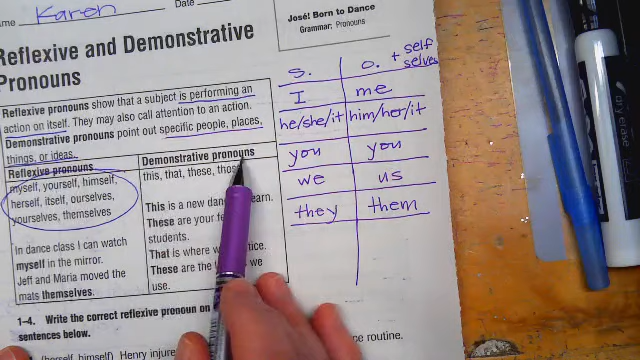 Name Karen Date
José! Born to Dance
Grammar: Pronouns
Reflexive and Demonstrative
Pronouns
Reflexive pronouns show that a subject is performing an
action on itself. They may also call attention to an action.
Demonstrative pronouns point out specific people, places,
things, or ideas.
Reflexive pronouns
myself, yourself, himself,
herself, itself, ourselves,
yourselves, themselves
In dance class I can watch
myself in the mirror.
Jeff and Maria moved the
mats themselves.
Demonstrative pronouns
this, that, these, those
This is a new dance learn.
These are your
students.
That is where
These are the we
use.
1-4. Write the correct reflexive pronoun
sentences below.
(herself, himself) Henry routine.
s. o. + self
selves
I me
he/she/it him/her/it
you you
we us
they them